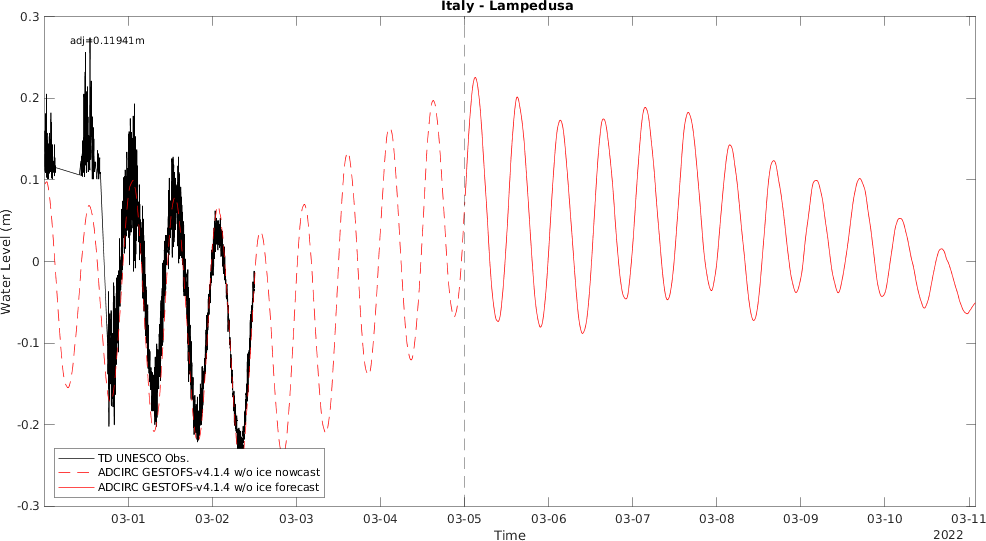 Italy - Lampedusa
adj=0.11941m
Water Level (m)
0.3
0.2
0.1
0
-0.1
-0.2
-0.3
TD UNESCO Obs.
ADCIRC GESTOFS-v4.1.4 w/o ice nowcast
ADCIRC GESTOFS-v4.1.4 w/o ice forecast
03-01 03-02 03-03 03-04 03-05 03-06 03-07 03-08 03-09 03-10 03-11
Time
2022